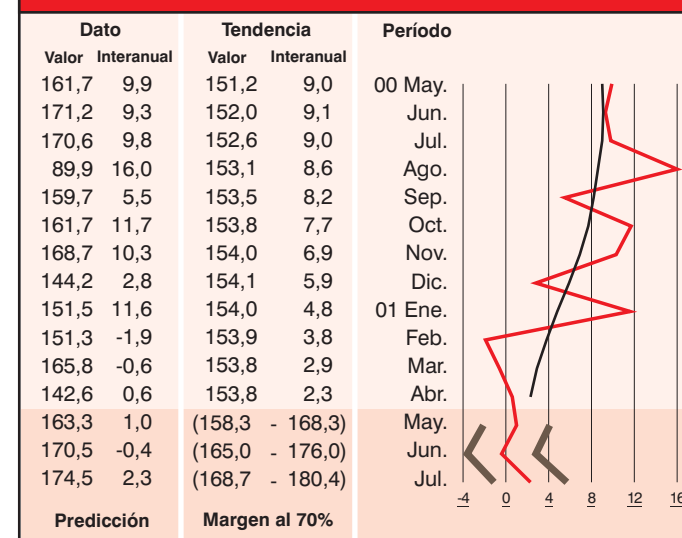 Dato Tendencia Período
Valor Interanual Valor Interanual
161,7 9,9 151,2 9,0 00 May.
171,2 9,3 152,0 9,1 Jun.
170,6 9,8 152,6 9,0 Jul.
89,9 16,0 153,1 8,6 Ago.
159,7 5,5 153,5 8,2 Sep.
161,7 11,7 153,8 7,7 Oct.
168,7 10,3 154,0 6,9 Nov.
144,2 2,8 154,1 5,9 Dic.
151,5 11,6 154,0 4,8 01 Ene.
151,3 -1,9 153,9 3,8 Feb.
165,8 -0,6 153,8 2,9 Mar.
142,6 0,6 153,8 2,3 Abr.
163,3 1,0 (158,3 - 168,3) May.
170,5 -0,4 (165,0 - 176,0) Jun.
174,5 2,3 (168,7 - 180,4) Jul.
-4 0 4 8 12 16
Predicción Margen al 70%